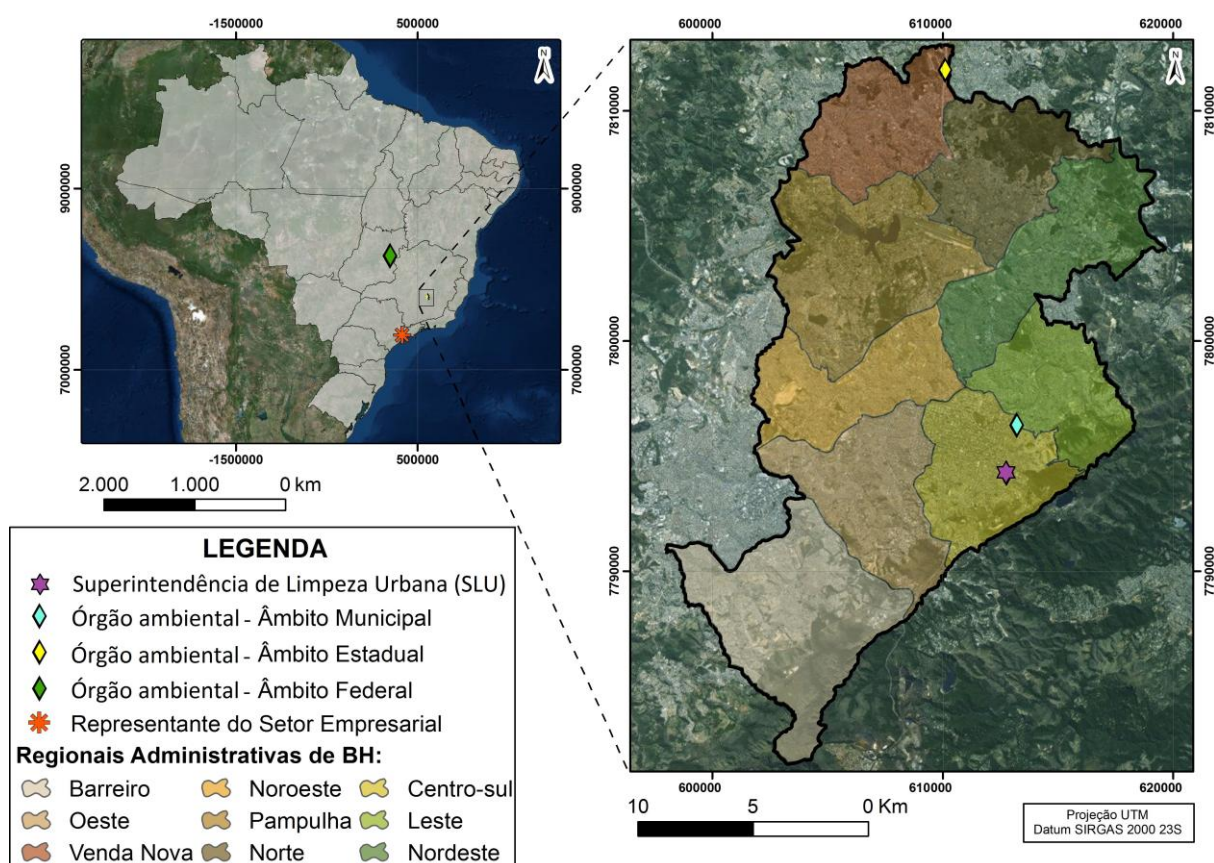 -1500000 500000
N
9000000 9000000
7000000 7000000
-1500000 500000
2.000 1.000 0 km
LEGENDA
Superintendência de Limpeza Urbana (SLU)
Órgão ambiental - Âmbito Municipal
Órgão ambiental - Âmbito Estadual
Órgão ambiental - Âmbito Federal
Representante do Setor Empresarial
Regionais Administrativas de BH:
Barreiro Noroeste Centro-sul
Oeste Pampulha Leste
Venda Nova Norte Nordeste
600000 610000 620000
N
7810000 7810000
7800000 7800000
7790000 7790000
600000 610000 620000
10 5 0 Km
Projeção UTM
Datum SIRGAS 2000 23S